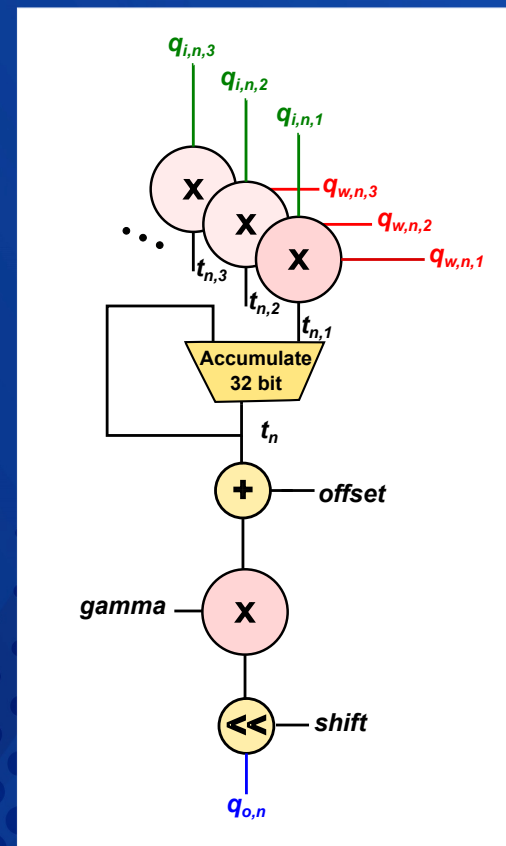 q_{i,n,3}
q_{i,n,2}
q_{i,n,1}
x
q_{w,n,3}
x
q_{w,n,2}
x
q_{w,n,1}
...
t_{n,3}
t_{n,2}
t_{n,1}
Accumulate
32 bit
t_n
+
offset
gamma
x
<<
shift
q_{o,n}